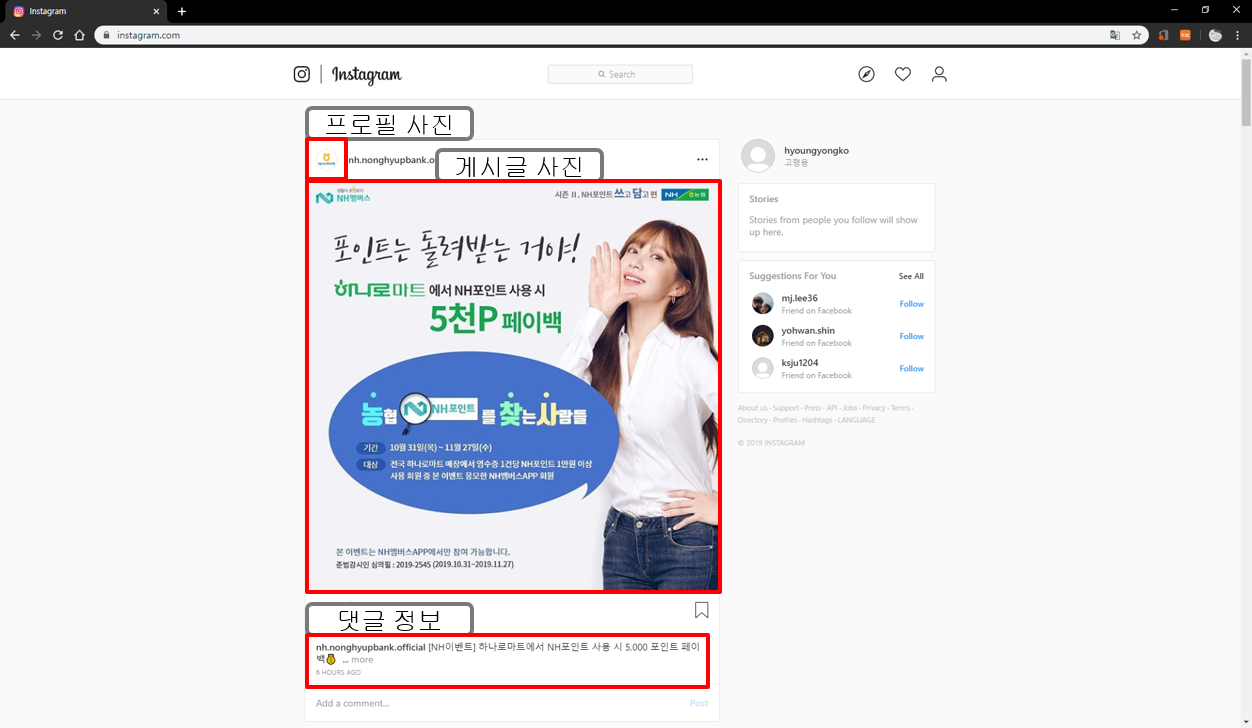 Instagram
instagram.com
Instagram
Search
프로필 사진
nh.nonghyupbank.o
게시글 사진
NH멤버스
시즌 II. NH포인트 쓰고 담고 편
NH농협
포인트는 돌려받는 거야!
하나로마트에서 NH포인트 사용 시
5천P 페이백
농협 NH포인트를 찾는사람들
기간 10월 31일(목) ~ 11월 27일(수)
대상 전국 하나로마트 매장에서 영수증 1건당 NH포인트 1만원 이상
사용 회원 중 본 이벤트 응모한 NH멤버스APP 회원
본 이벤트는 NH멤버스APP에서만 참여 가능합니다.
준법감시인 심의필 : 2019-2545 (2019.10.31~2019.11.27)
댓글 정보
nh.nonghyupbank.official [NH이벤트] 하나로마트에서 NH포인트 사용 시 5,000 포인트 페이
백💰 ... more
6 HOURS AGO
Add a comment...
Post
hyoungyongko
고형용
Stories
Stories from people you follow will show
up here.
Suggestions For You
See All
mj.lee36
Friend on Facebook
Follow
yohwan.shin
Friend on Facebook
Follow
ksju1204
Friend on Facebook
Follow
About us · Support · Press · API · Jobs · Privacy · Terms ·
Directory · Profiles · Hashtags · LANGUAGE
© 2019 INSTAGRAM